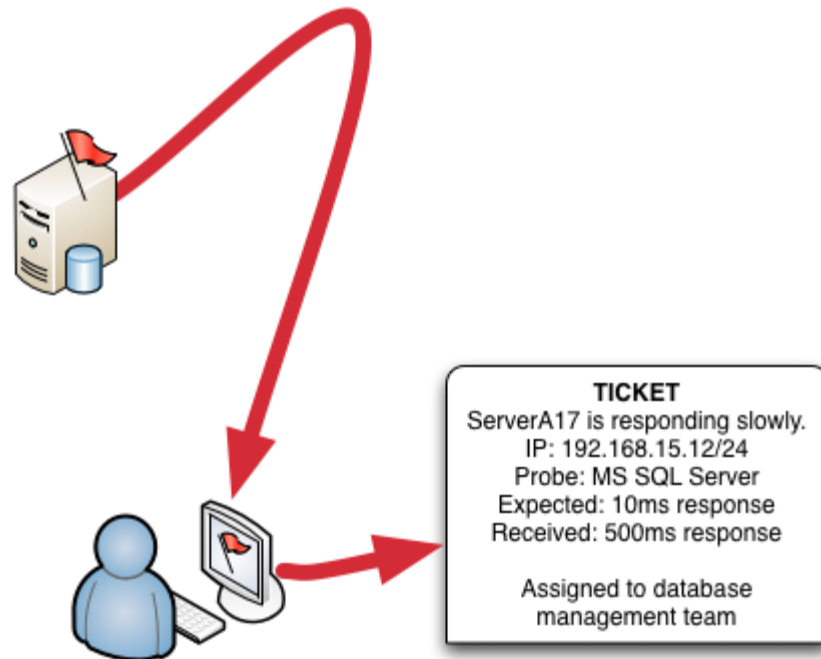 TICKET
ServerA17 is responding slowly.
IP: 192.168.15.12/24
Probe: MS SQL Server
Expected: 10ms response
Received: 500ms response
Assigned to database
management team